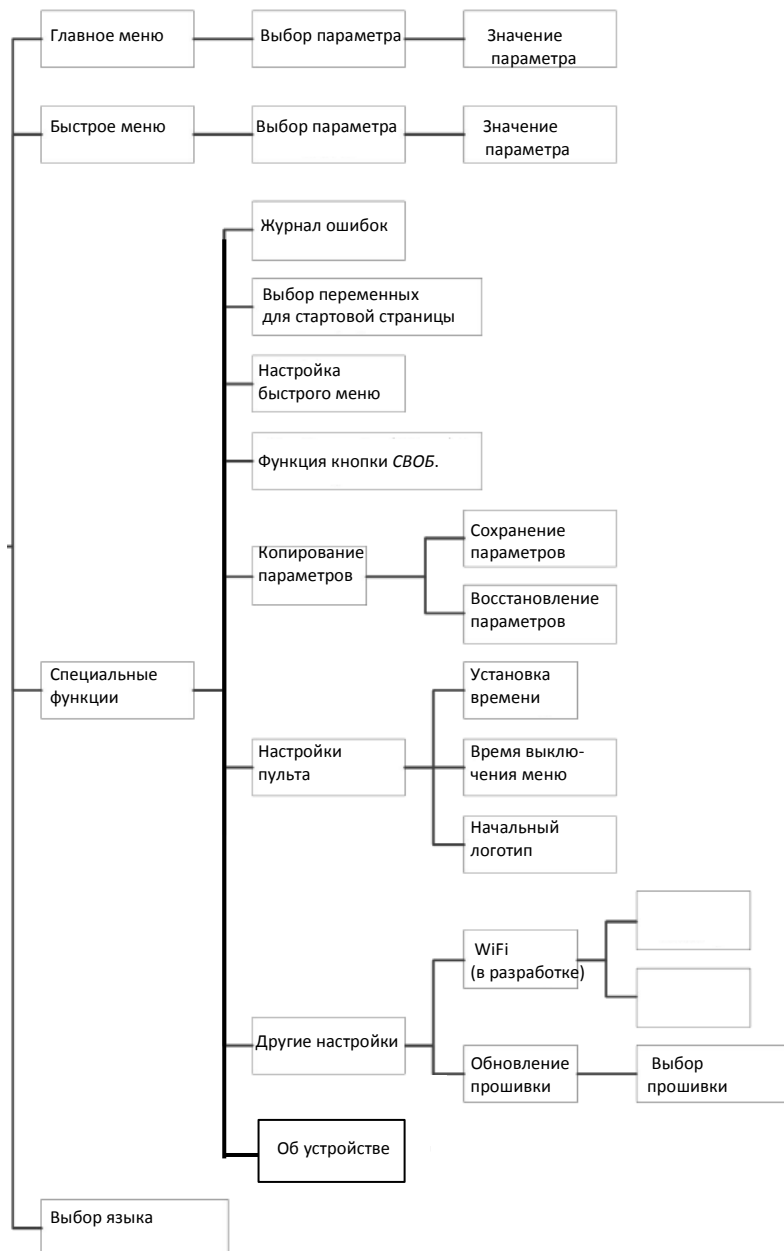 Главное меню
Выбор параметра
Значение
параметра
Быстрое меню
Выбор параметра
Значение
параметра
Журнал ошибок
Выбор переменных
для стартовой страницы
Настройка
быстрого меню
Функция кнопки СВОБ.
Копирование
параметров
Сохранение
параметров
Восстановление
параметров
Специальные
функции
Настройки
пульта
Установка
времени
Время выклю-
чения меню
Начальный
логотип
Другие настройки
WiFi
(в разработке)
Обновление
прошивки
Выбор
прошивки
Об устройстве
Выбор языка